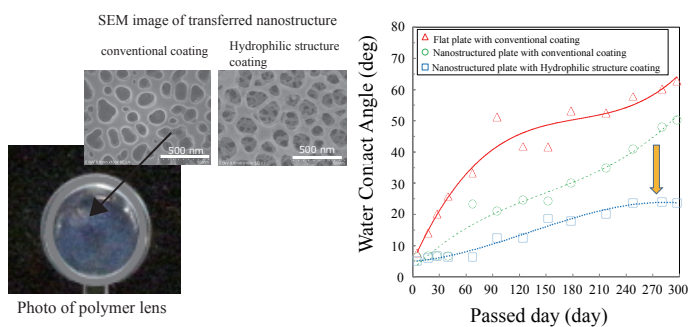 SEM image of transferred nanostructure
conventional coating
Hydrophilic structure
coating
500 nm
500 nm
Photo of polymer lens
Water Contact Angle (deg)
80
70
60
50
40
30
20
10
0
Flat plate with conventional coating
Nanostructured plate with conventional coating
Nanostructured plate with Hydrophilic structure coating
0 30 60 90 120 150 180 210 240 270 300
Passed day (day)